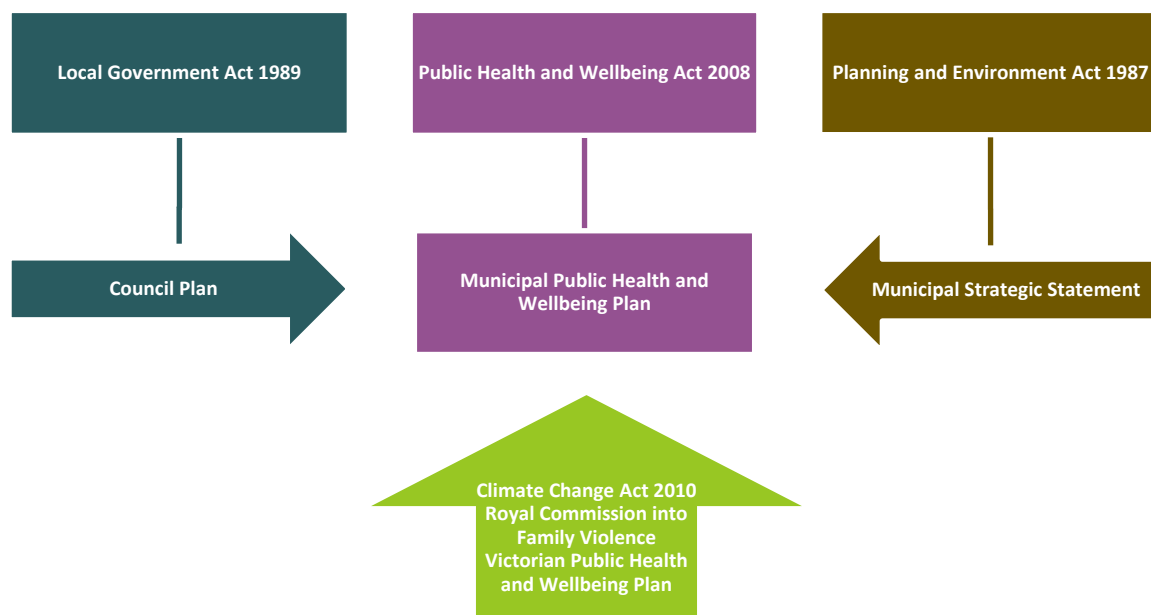 Local Government Act 1989
Public Health and Wellbeing Act 2008
Planning and Environment Act 1987
Council Plan
Municipal Public Health and
Wellbeing Plan
Municipal Strategic Statement
Climate Change Act 2010
Royal Commission into
Family Violence
Victorian Public Health
and Wellbeing Plan